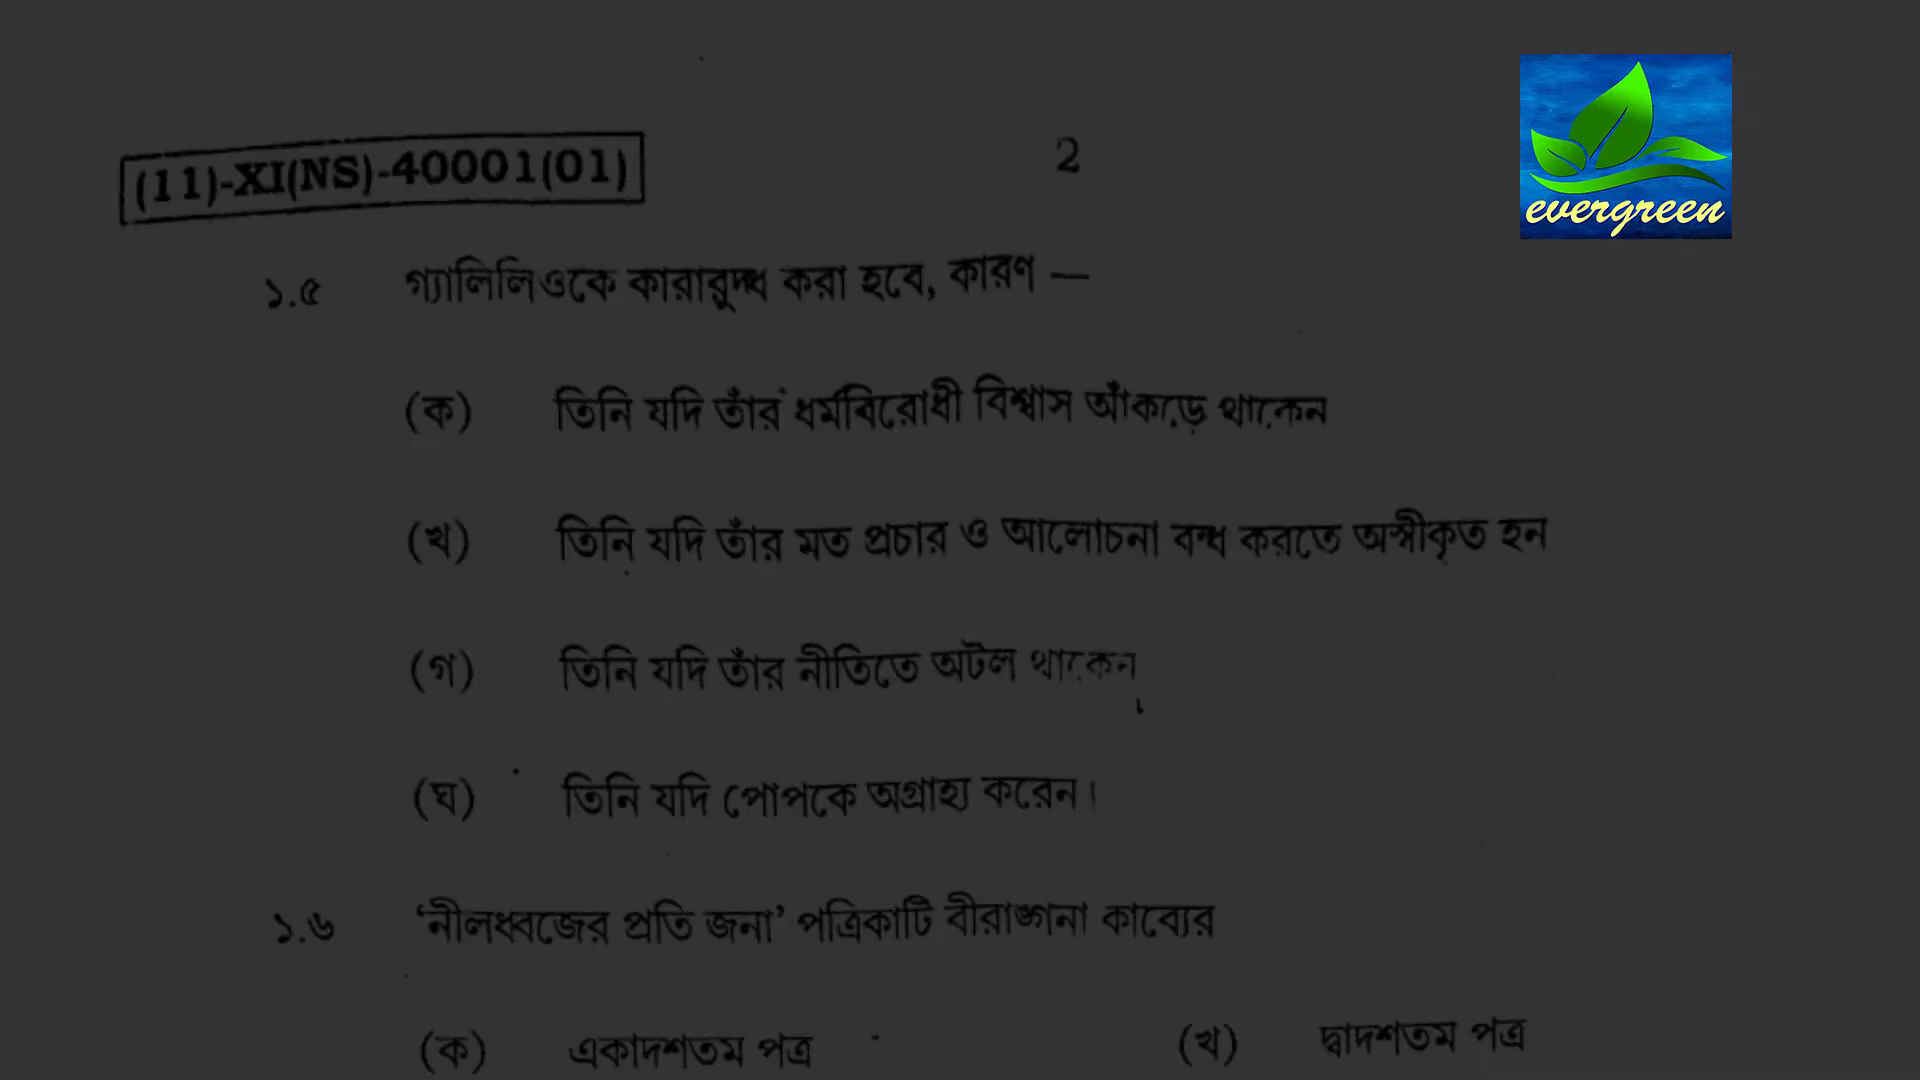 (11)-XI(NS)-40001(01)
2
evergreen
১.৫ গ্যালিলিওকে কারারুদ্ধ করা হবে, কারণ —
(ক) তিনি যদি তাঁর ধর্মবিরোধী বিশ্বাস আঁকড়ে থাকেন
(খ) তিনি যদি তাঁর মত প্রচার ও আলোচনা বন্ধ করতে অস্বীকৃত হন
(গ) তিনি যদি তাঁর নীতিতে অটল থাকেন
(ঘ) তিনি যদি পোপকে অগ্রাহ্য করেন।
১.৬ ‘নীলধ্বজের প্রতি জনা’ পত্রিকাটি বীরাঙ্গনা কাব্যের
(ক) একাদশতম পত্র (খ) দ্বাদশতম পত্র